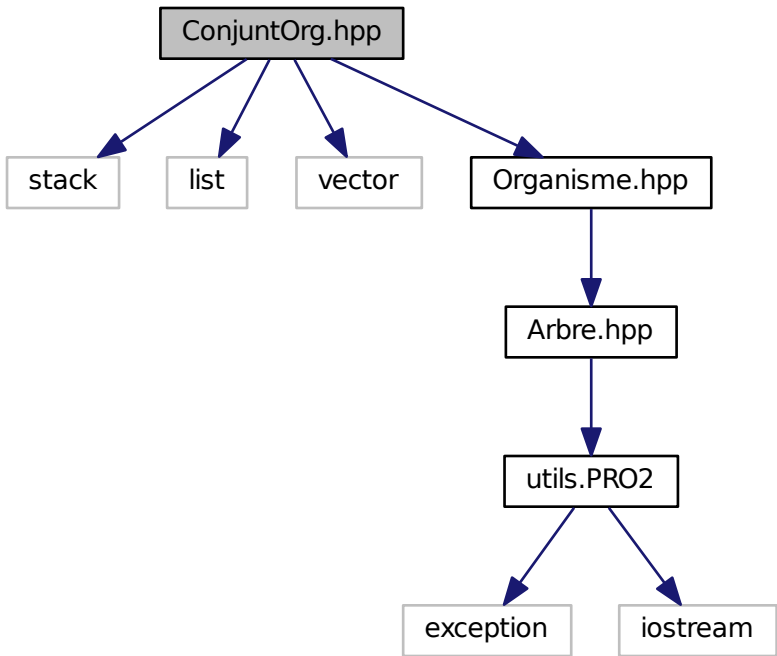 ConjuntOrg.hpp
stack
list
vector
Organisme.hpp
Arbre.hpp
utils.PRO2
exception
iostream